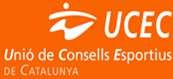 UCEC
Unió de Consells Esportius
DE CATALUNYA